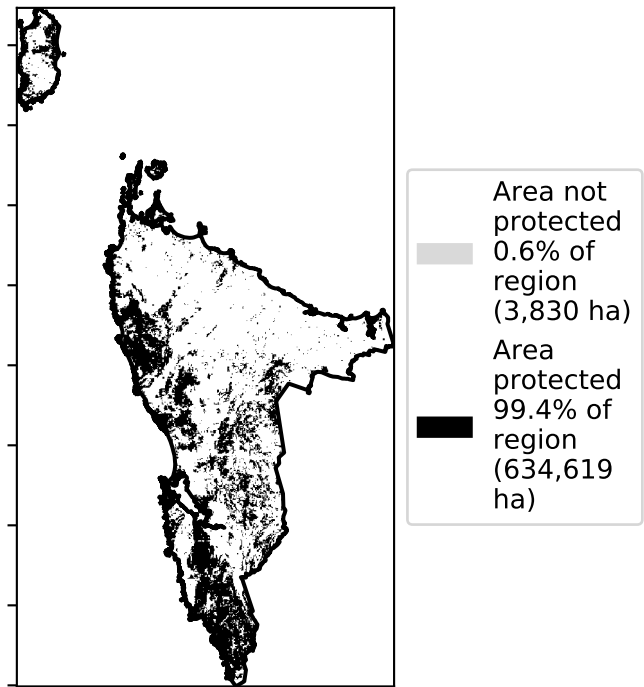 Area not
protected
0.6% of
region
(3,830 ha)
Area
protected
99.4% of
region
(634,619
ha)